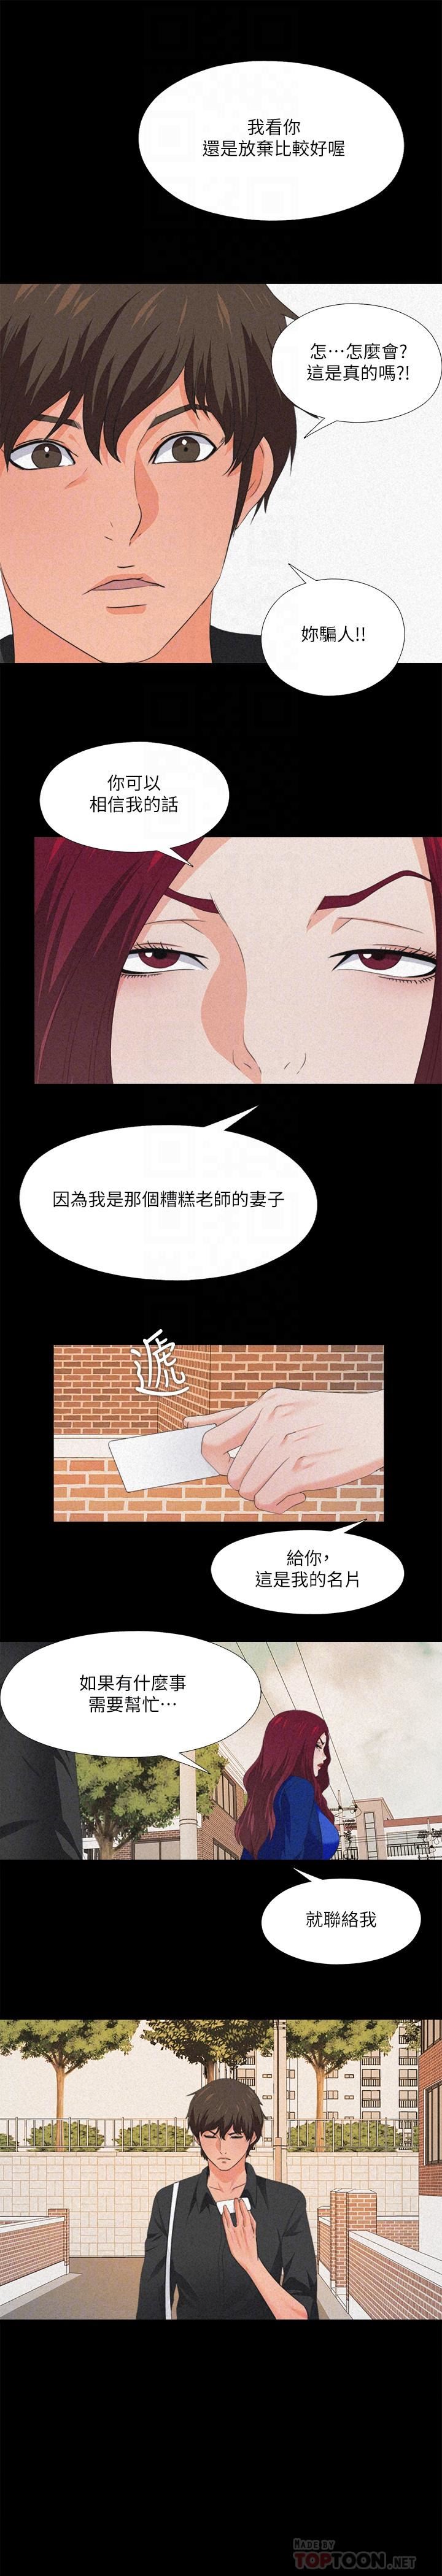 我看你
還是放棄比較好喔
怎…怎麼會?
這是真的嗎?!
妳騙人!!
你可以
相信我的話
因為我是那個糟糕老師的妻子
遞
給你,
這是我的名片
如果有什麼事
需要幫忙…
就聯絡我
MADE BY
TOPTOON.NET